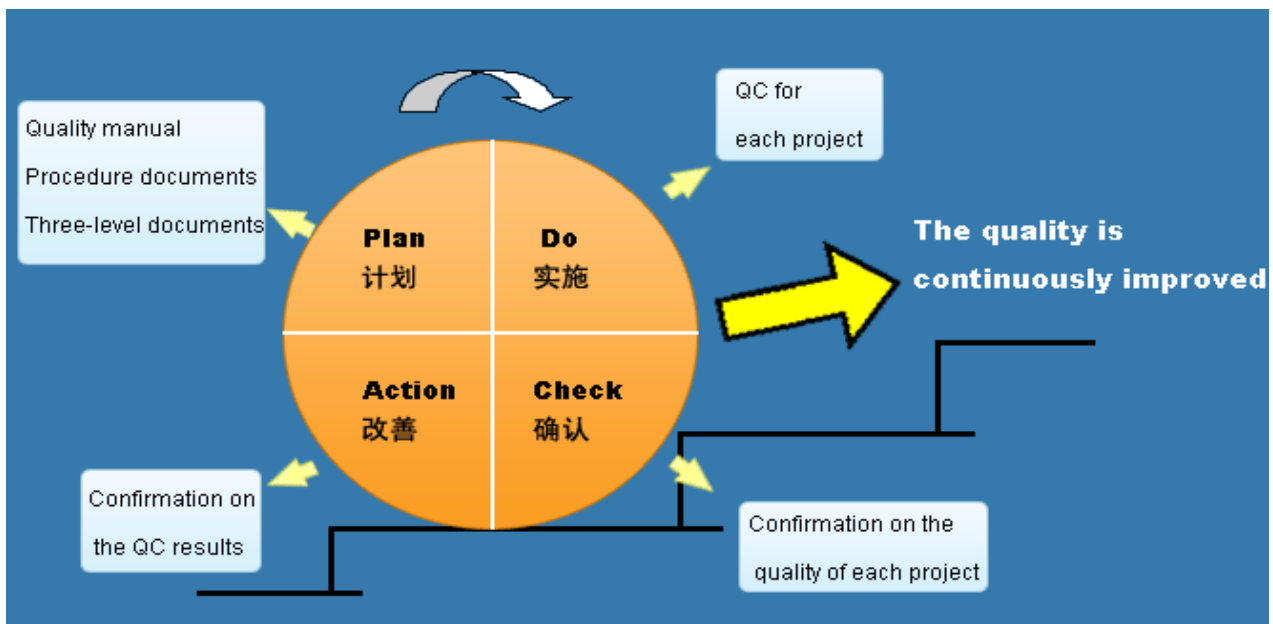 Quality manual
Procedure documents
Three-level documents
QC for
each project
Plan
计划
Do
实施
The quality is
continuously improved
Action
改善
Check
确认
Confirmation on
the QC results
Confirmation on the
quality of each project